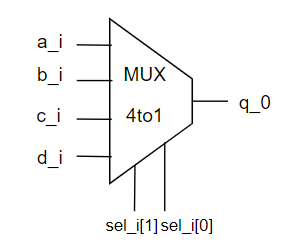 a_i
b_i
c_i
d_i
MUX
4to1
q_0
sel_i[1] sel_i[0]